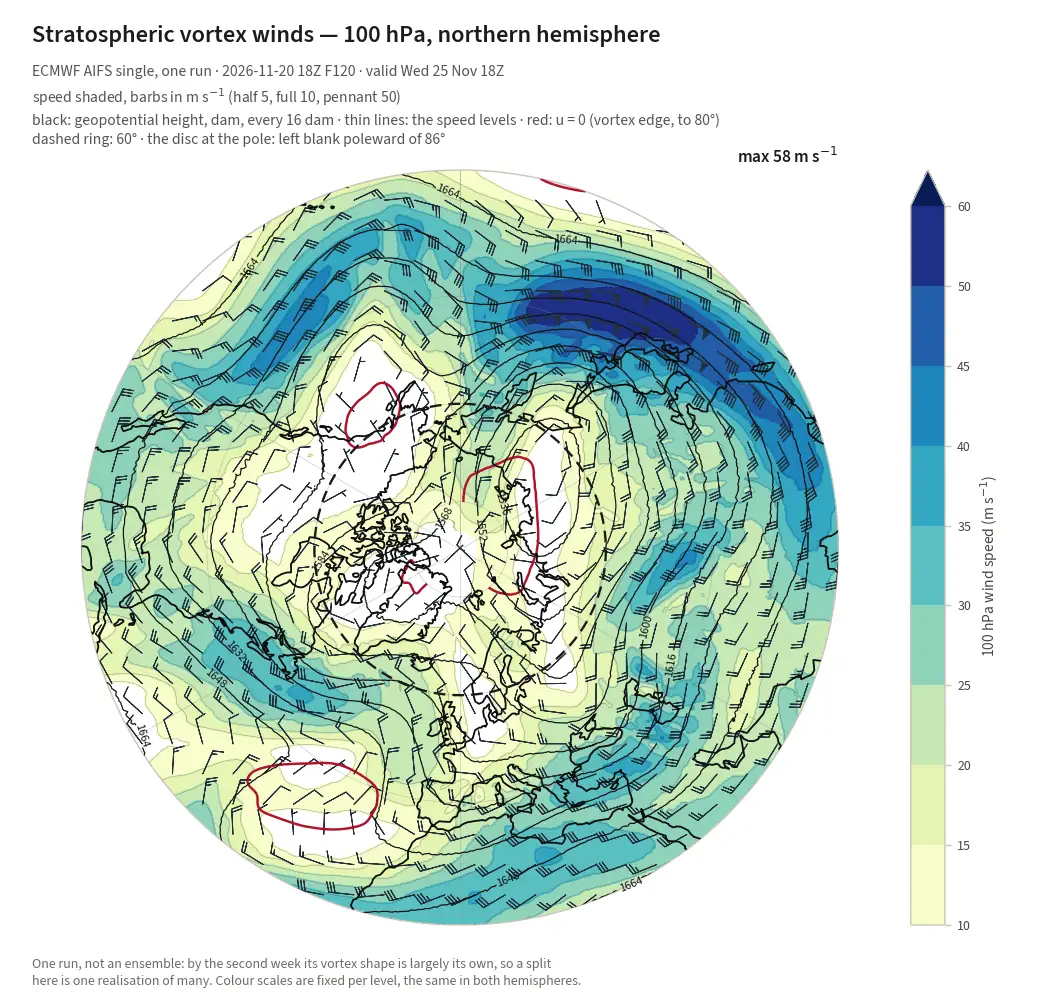 Stratospheric vortex winds — 100 hPa, northern hemisphere
ECMWF AIFS single, one run · 2026-11-20 18Z F120 · valid Wed 25 Nov 18Z
speed shaded, barbs in m s⁻¹ (half 5, full 10, pennant 50)
black: geopotential height, dam, every 16 dam · thin lines: the speed levels · red: u = 0 (vortex edge, to 80°)
dashed ring: 60° · the disc at the pole: left blank poleward of 86°
max 58 m s⁻¹
1664
1664
1664
60
50
45
40
35
30
25
20
15
10
100 hPa wind speed (m s⁻¹)
1568
1552
1600
1616
1632
1648
1664
1664
One run, not an ensemble: by the second week its vortex shape is largely its own, so a split
here is one realisation of many. Colour scales are fixed per level, the same in both hemispheres.